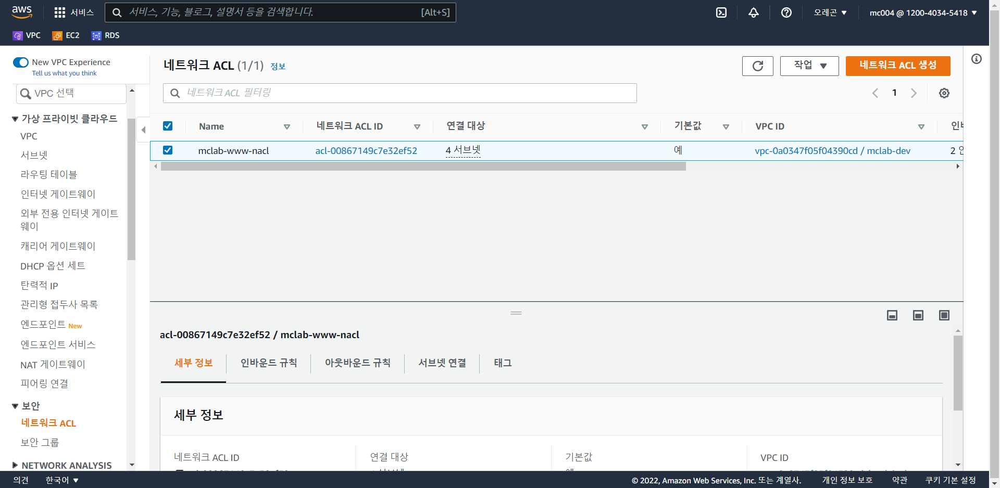 aws
서비스
서비스, 기능, 블로그, 설명서 등을 검색합니다.
[Alt+S]
오레곤
mc004 @ 1200-4034-5418
VPC
EC2
RDS
New VPC Experience
Tell us what you think
VPC 선택
가상 프라이빗 클라우드
VPC
서브넷
라우팅 테이블
인터넷 게이트웨이
외부 전용 인터넷 게이트
웨이
캐리어 게이트웨이
DHCP 옵션 세트
탄력적 IP
관리형 접두사 목록
엔드포인트 New
엔드포인트 서비스
NAT 게이트웨이
피어링 연결
보안
네트워크 ACL
보안 그룹
NETWORK ANALYSIS
네트워크 ACL (1/1) 정보
작업
네트워크 ACL 생성
네트워크 ACL 필터링
1
Name 네트워크 ACL ID 연결 대상 기본값 VPC ID
mclab-www-nacl acl-00867149c7e32ef52 4 서브넷 예 vpc-0a0347f05f04390cd / mclab-dev 2
acl-00867149c7e32ef52 / mclab-www-nacl
세부 정보 인바운드 규칙 아웃바운드 규칙 서브넷 연결 태그
세부 정보
네트워크 ACL ID 연결 대상 기본값 VPC ID
의견 한국어
© 2022, Amazon Web Services, Inc. 또는 계열사. 개인 정보 보호 약관 쿠키 기본 설정